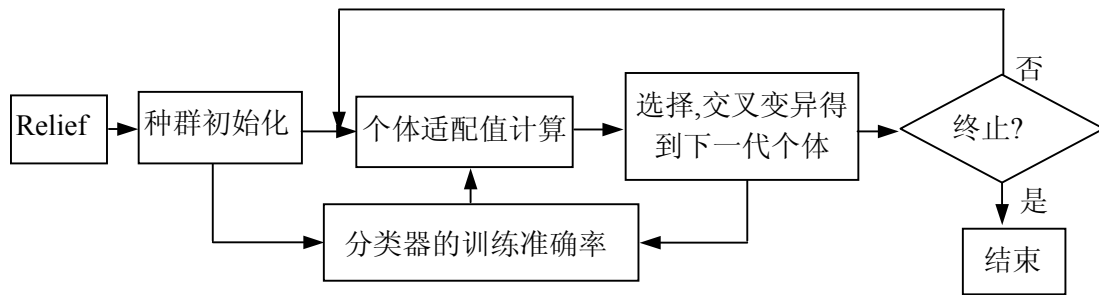 Relief
种群初始化
个体适配值计算
选择,交叉变异得
到下一代个体
终止?
否
是
分类器的训练准确率
结束